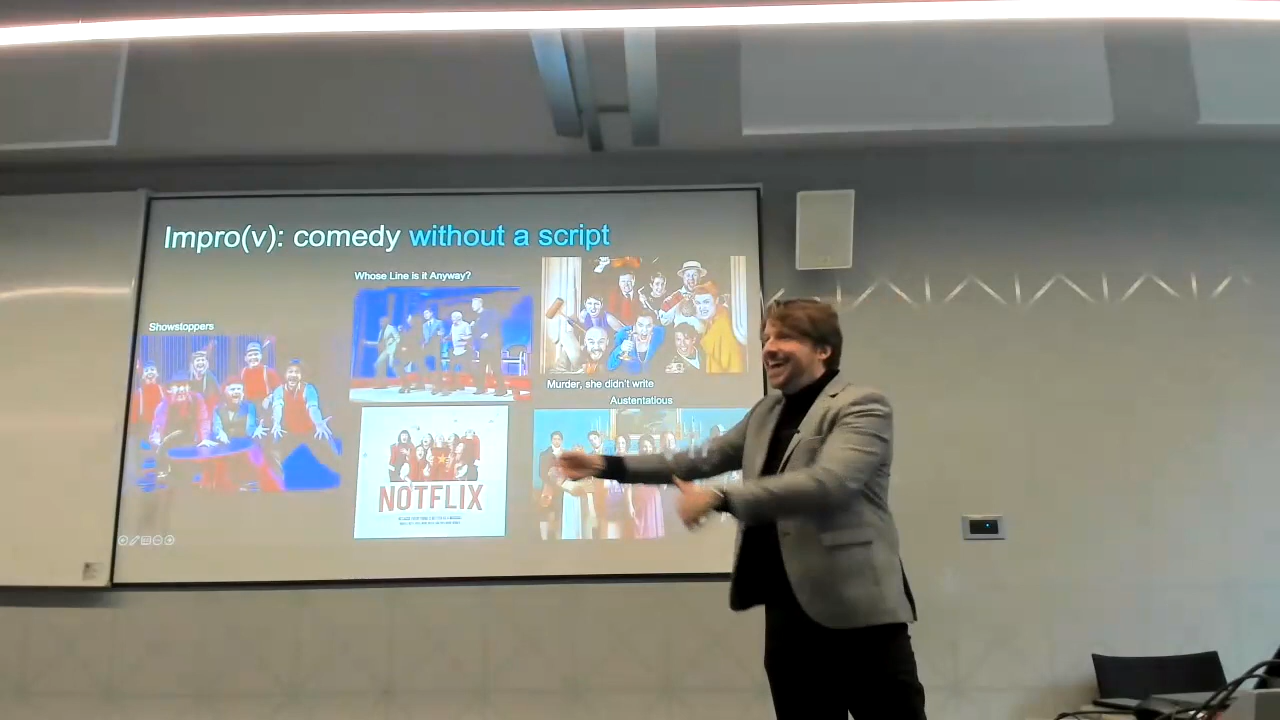 Impro(v): comedy without a script
Whose Line is it Anyway?
Showstoppers
Murder, she didn't write
Austentatious
NOTFLIX